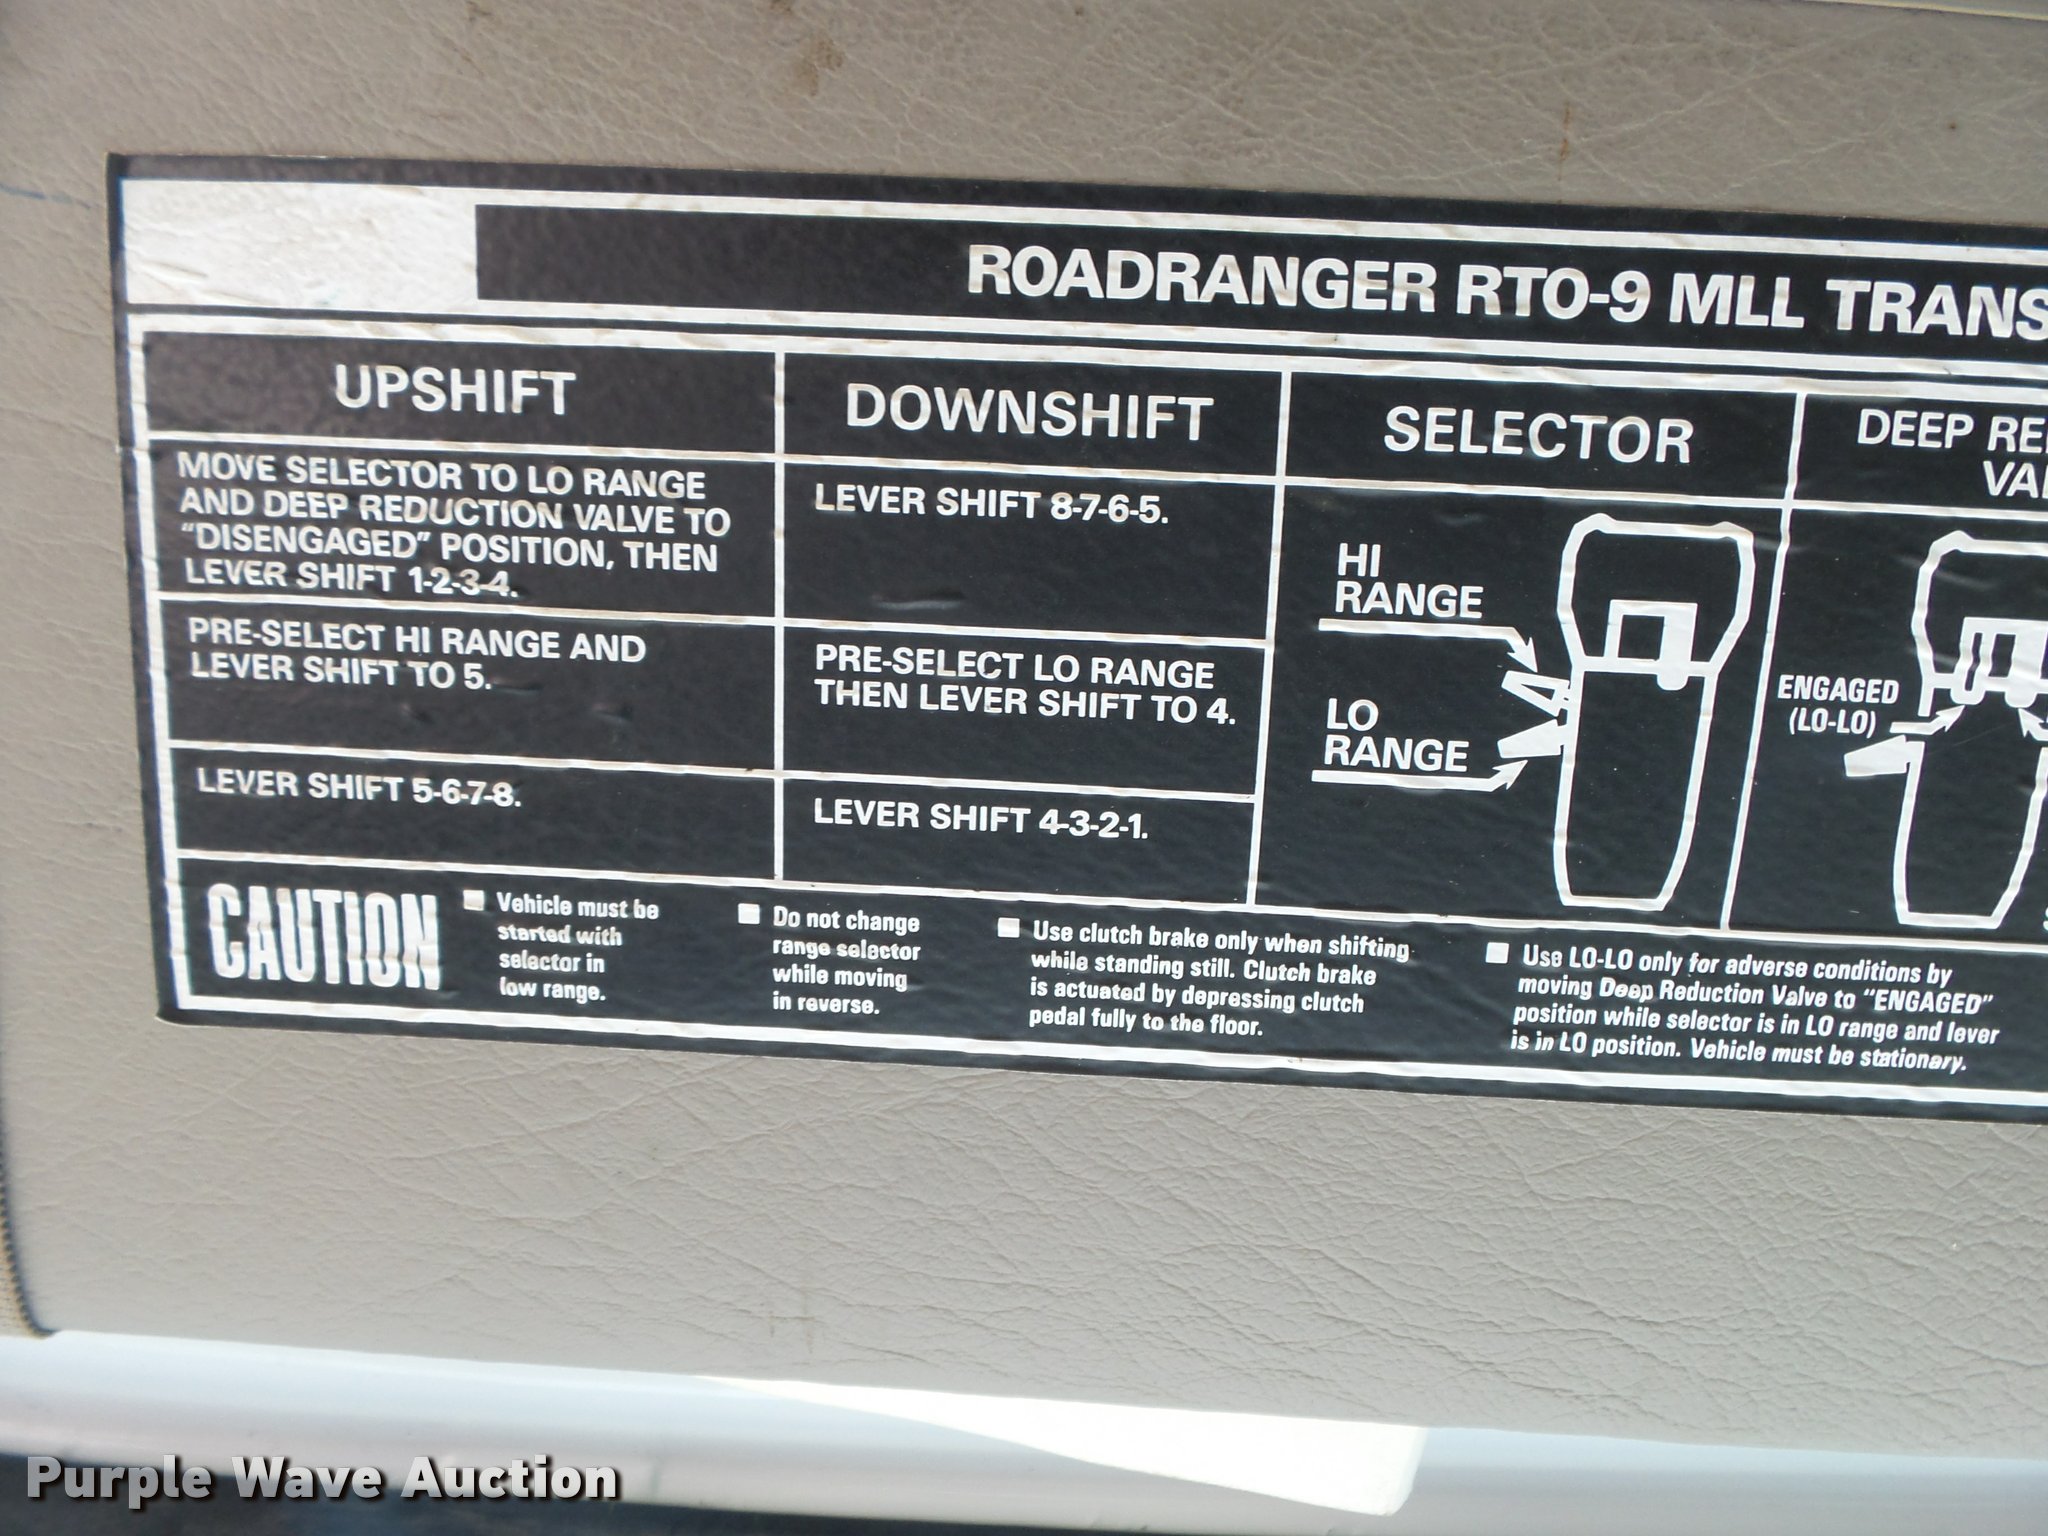 ROADRANGER RTO-9 MLL TRANS
UPSHIFT
MOVE SELECTOR TO LO RANGE
AND DEEP REDUCTION VALVE TO
"DISENGAGED" POSITION, THEN
LEVER SHIFT 1-2-3-4.
PRE-SELECT HI RANGE AND
LEVER SHIFT TO 5.
LEVER SHIFT 5-6-7-8.
DOWNSHIFT
LEVER SHIFT 8-7-6-5.
PRE-SELECT LO RANGE
THEN LEVER SHIFT TO 4.
LEVER SHIFT 4-3-2-1.
SELECTOR
HI
RANGE
LO
RANGE
DEEP RE
VA
ENGAGED
(LO-LO)
CAUTION
Vehicle must be
started with
selector in
low range.
Do not change
range selector
while moving
in reverse.
Use clutch brake only when shifting
while standing still. Clutch brake
is actuated by depressing clutch
pedal fully to the floor.
Use LO-LO only for adverse conditions by
moving Deep Reduction Valve to "ENGAGED"
position while selector is in LO range and lever
is in LO position. Vehicle must be stationary.
Purple Wave Auction